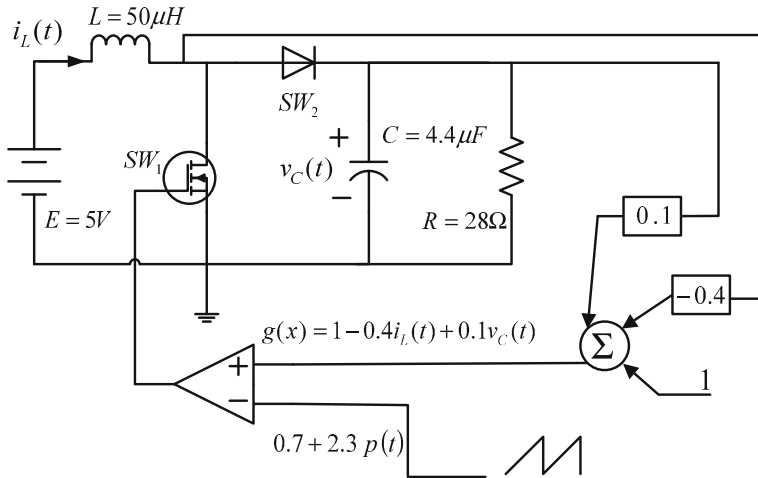 L = 50μH
i_L(t)
SW_2
SW_1
+
C = 4.4μF
v_C(t)
−
E = 5V
R = 28Ω
0.1
−0.4
g(x) = 1 − 0.4i_L(t) + 0.1v_C(t)
Σ
+
−
1
0.7 + 2.3 p(t)